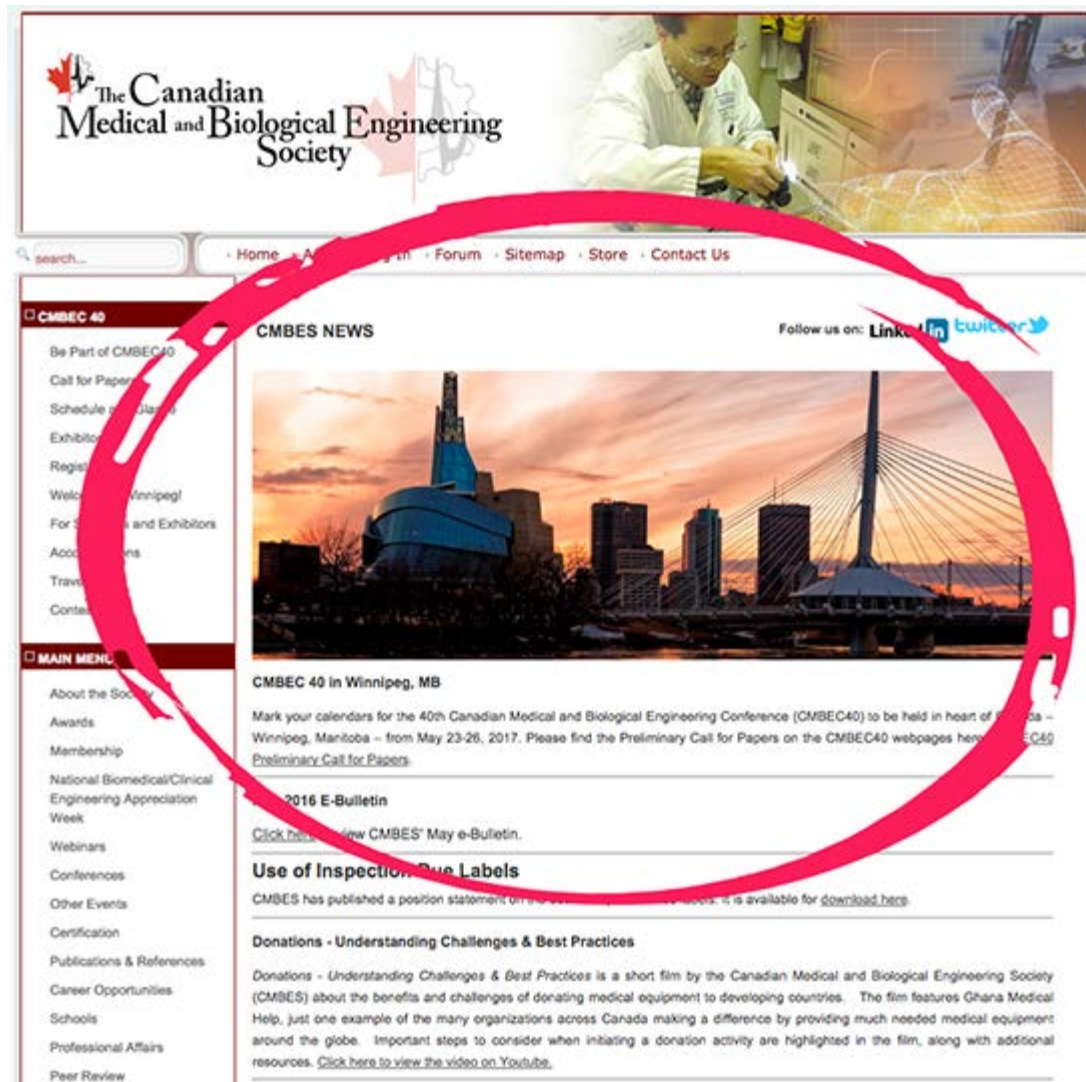 The Canadian
Medical and Biological Engineering
Society
search...
Home
Forum
Sitemap
Store
Contact Us
CMBEC 40
Be Part of CMBEC40
Call for Papers
Schedule
Welcome Winnipeg!
For and Exhibitors
MAIN MENU
About the Society
Awards
Membership
National Biomedical/Clinical
Engineering Appreciation
Week
Webinars
Conferences
Other Events
Certification
Publications & References
Career Opportunities
Schools
Professional Affairs
Peer Review
CMBES NEWS
Follow us on: Linked in twitter
CMBEC 40 in Winnipeg, MB
Mark your calendars for the 40th Canadian Medical and Biological Engineering Conference (CMBEC40) to be held in heart of Canada –
Winnipeg, Manitoba – from May 23-26, 2017. Please find the Preliminary Call for Papers on the CMBEC40 webpages here
Preliminary Call for Papers.
2016 E-Bulletin
Click here view CMBES' May e-Bulletin.
Use of Inspection Due Labels
CMBES has published a position statement on It is available for download here.
Donations - Understanding Challenges & Best Practices
Donations - Understanding Challenges & Best Practices is a short film by the Canadian Medical and Biological Engineering Society
(CMBES) about the benefits and challenges of donating medical equipment to developing countries. The film features Ghana Medical
Help, just one example of the many organizations across Canada making a difference by providing much needed medical equipment
around the globe. Important steps to consider when initiating a donation activity are highlighted in the film, along with additional
resources. Click here to view the video on Youtube.